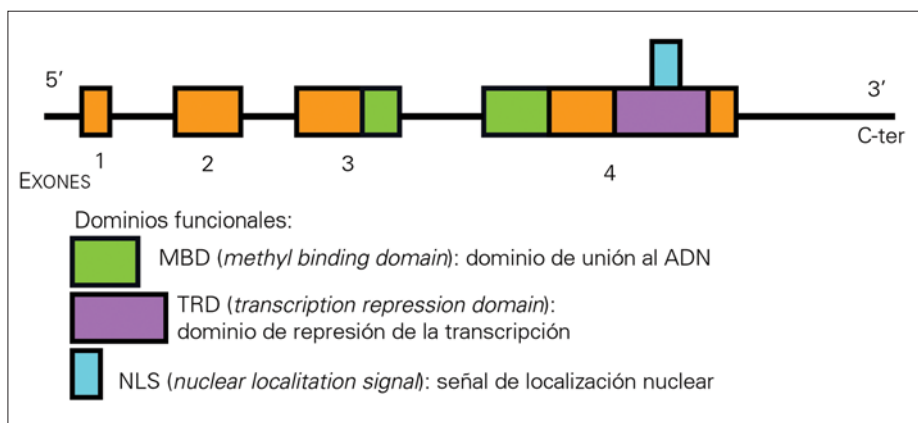 5’
3’
C-ter
1
2
3
4
EXONES
Dominios funcionales:
MBD (methyl binding domain): dominio de unión al ADN
TRD (transcription repression domain):
dominio de represión de la transcripción
NLS (nuclear localitation signal): señal de localización nuclear